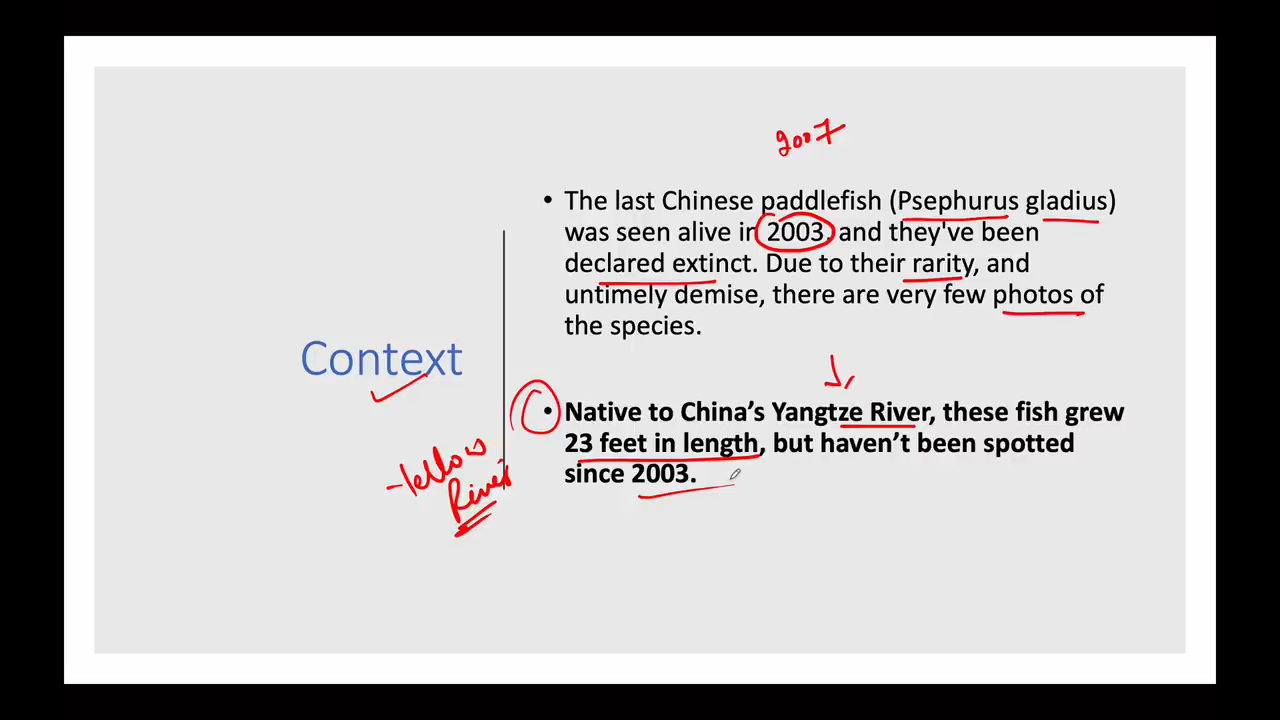 2007
• The last Chinese paddlefish (Psephurus gladius)
was seen alive in 2003, and they've been
declared extinct. Due to their rarity, and
untimely demise, there are very few photos of
the species.
Context
• Native to China’s Yangtze River, these fish grew
23 feet in length, but haven’t been spotted
since 2003.
Yellow
River